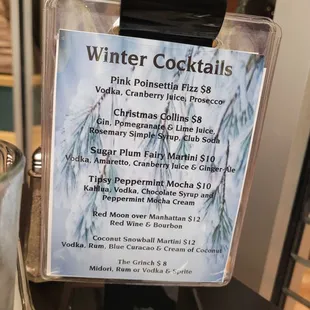 Winter Cocktails
Pink Poinsettia Fizz $8
Vodka, Cranberry Juice, Prosecco
Christmas Collins $8
Gin, Pomegranate & Lime Juice,
Rosemary Simple Syrup, Club Soda
Sugar Plum Fairy Martini $10
Vodka, Amaretto, Cranberry Juice & Ginger Ale
Tipsy Peppermint Mocha $10
Kahlua, Vodka, Chocolate Syrup and
Peppermint Mocha Cream
Red Moon over Manhattan $12
Red Wine & Bourbon
Coconut Snowball Martini $12
Vodka, Rum, Blue Curacao & Cream of Coconut
The Grinch $ 8
Midori, Rum or Vodka & Sprite